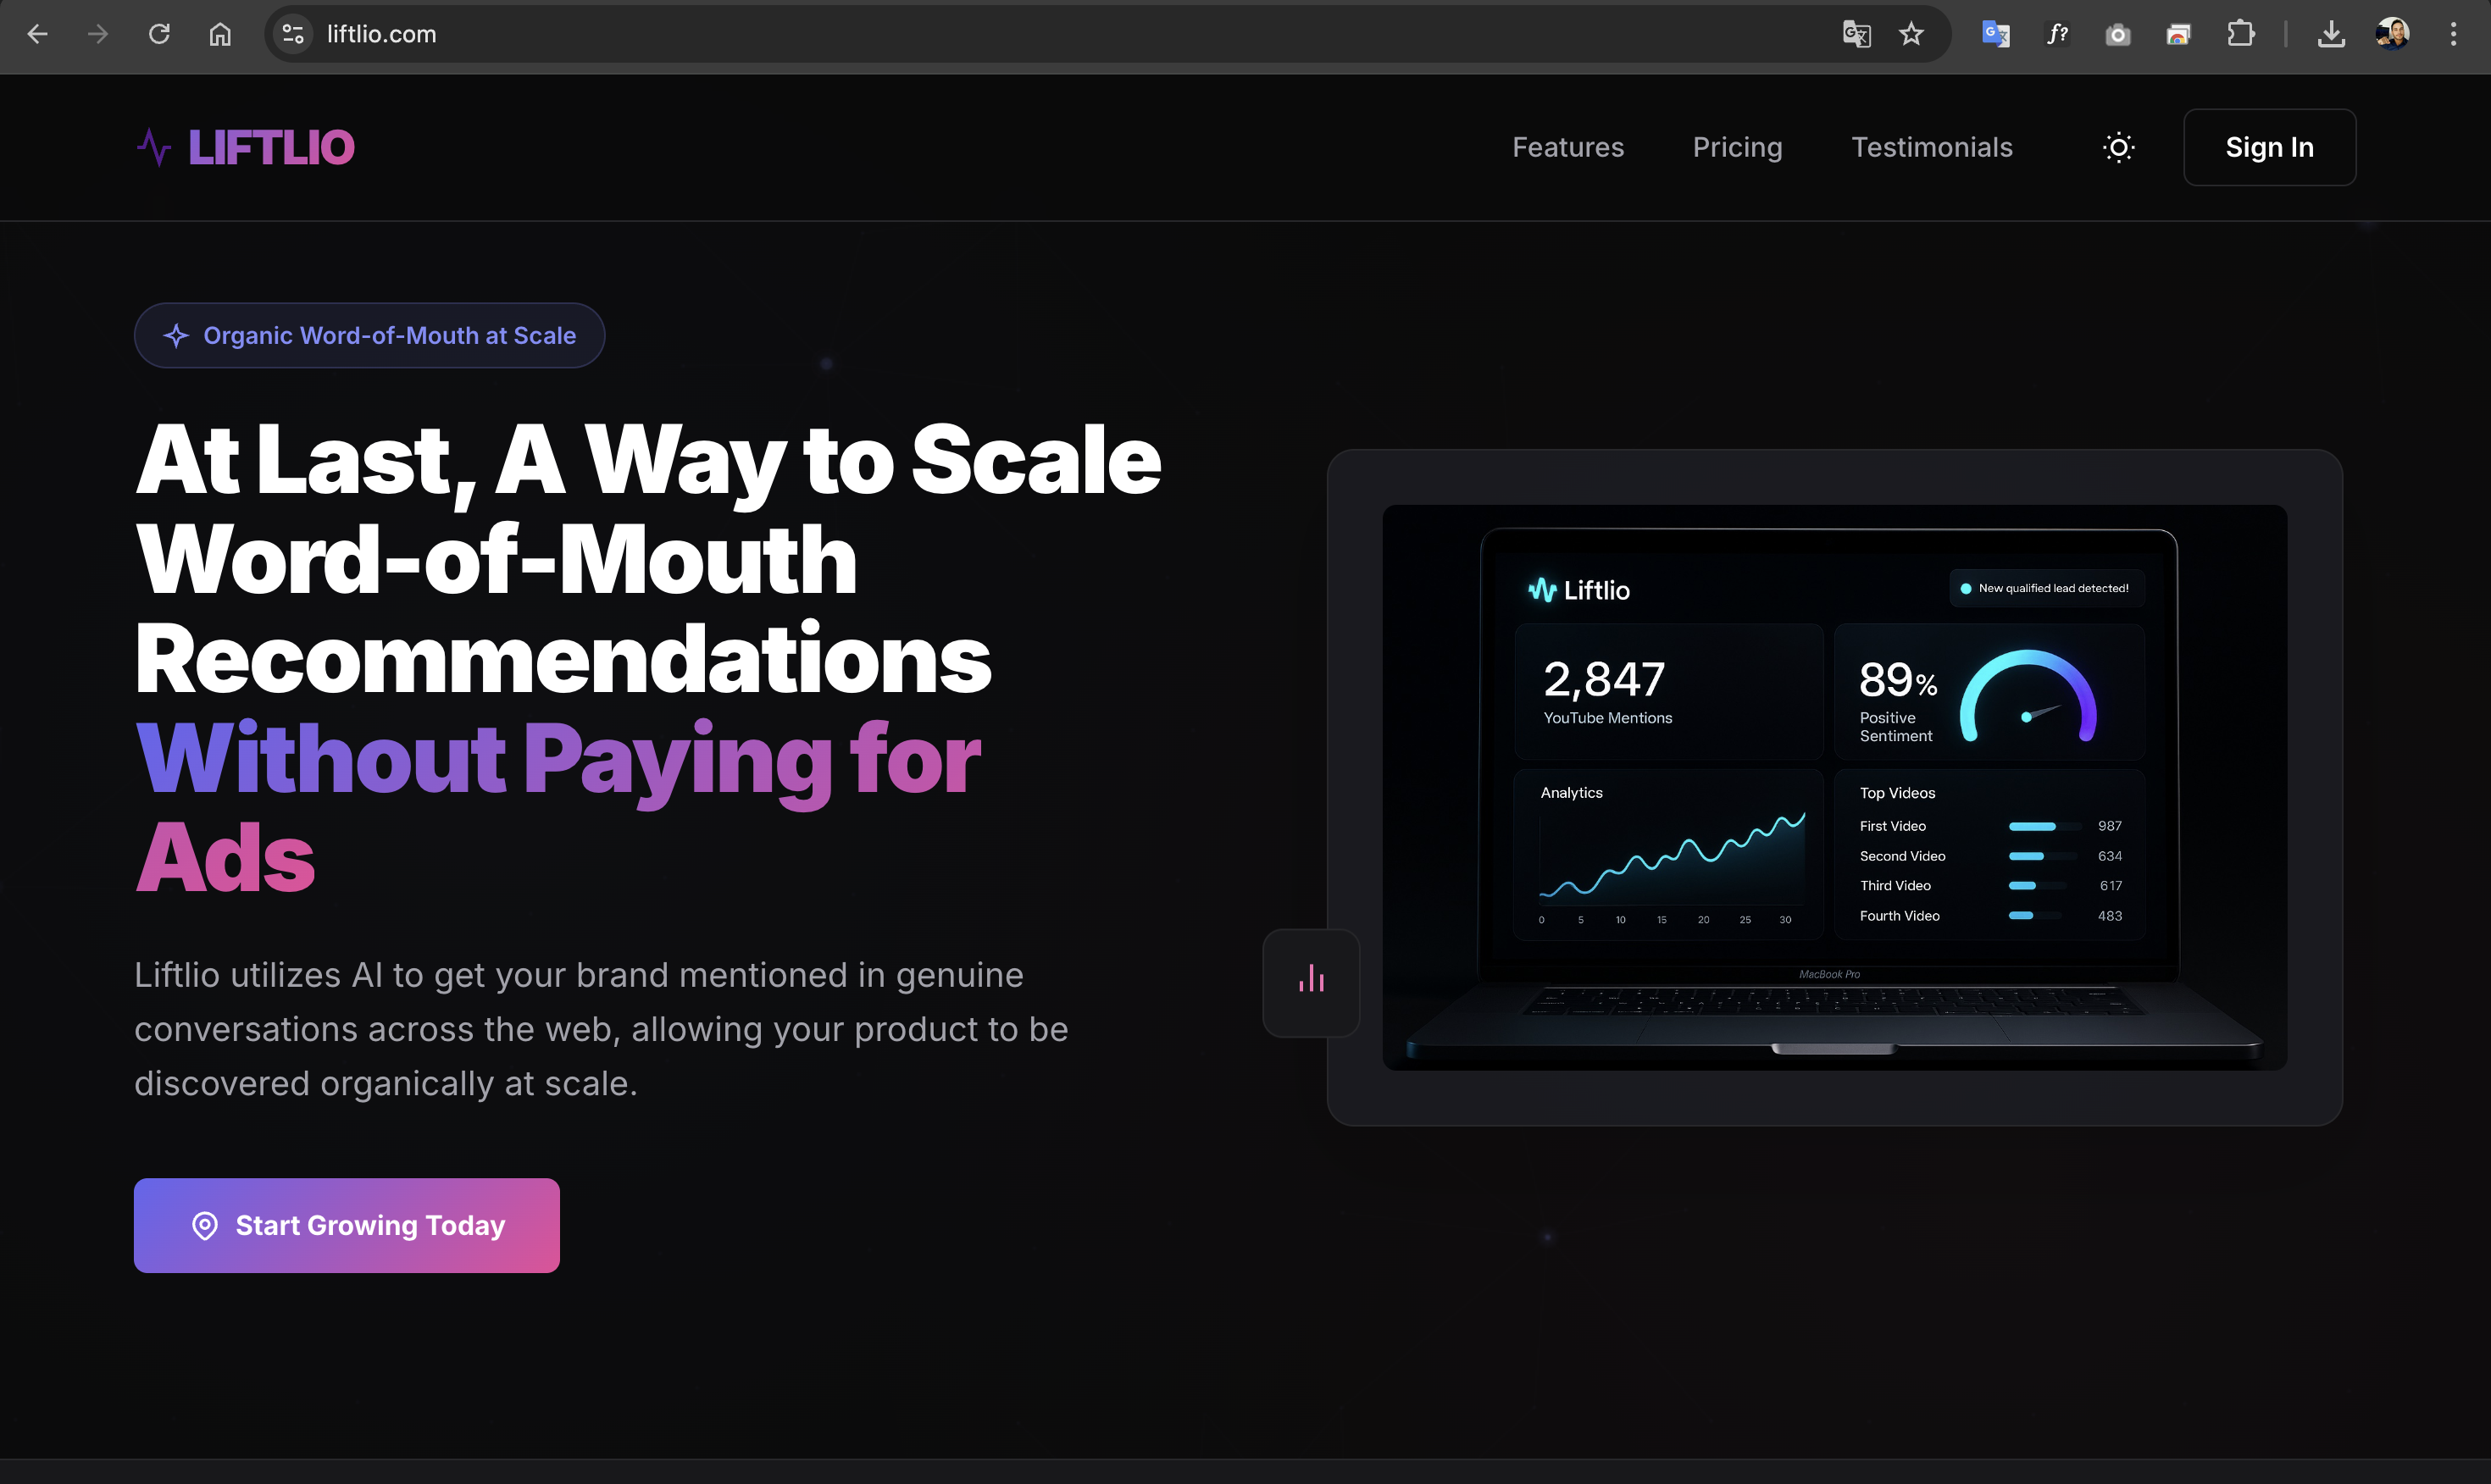 liftlio.com
LIFTLIO
Features
Pricing
Testimonials
Sign In
Organic Word-of-Mouth at Scale
At Last, A Way to Scale
Word-of-Mouth
Recommendations
Without Paying for
Ads
Liftlio utilizes AI to get your brand mentioned in genuine
conversations across the web, allowing your product to be
discovered organically at scale.
Start Growing Today
Liftlio
New qualified lead detected!
2,847
YouTube Mentions
89%
Positive
Sentiment
Analytics
0 5 10 15 20 25 30
Top Videos
First Video 987
Second Video 634
Third Video 617
Fourth Video 483
MacBook Pro